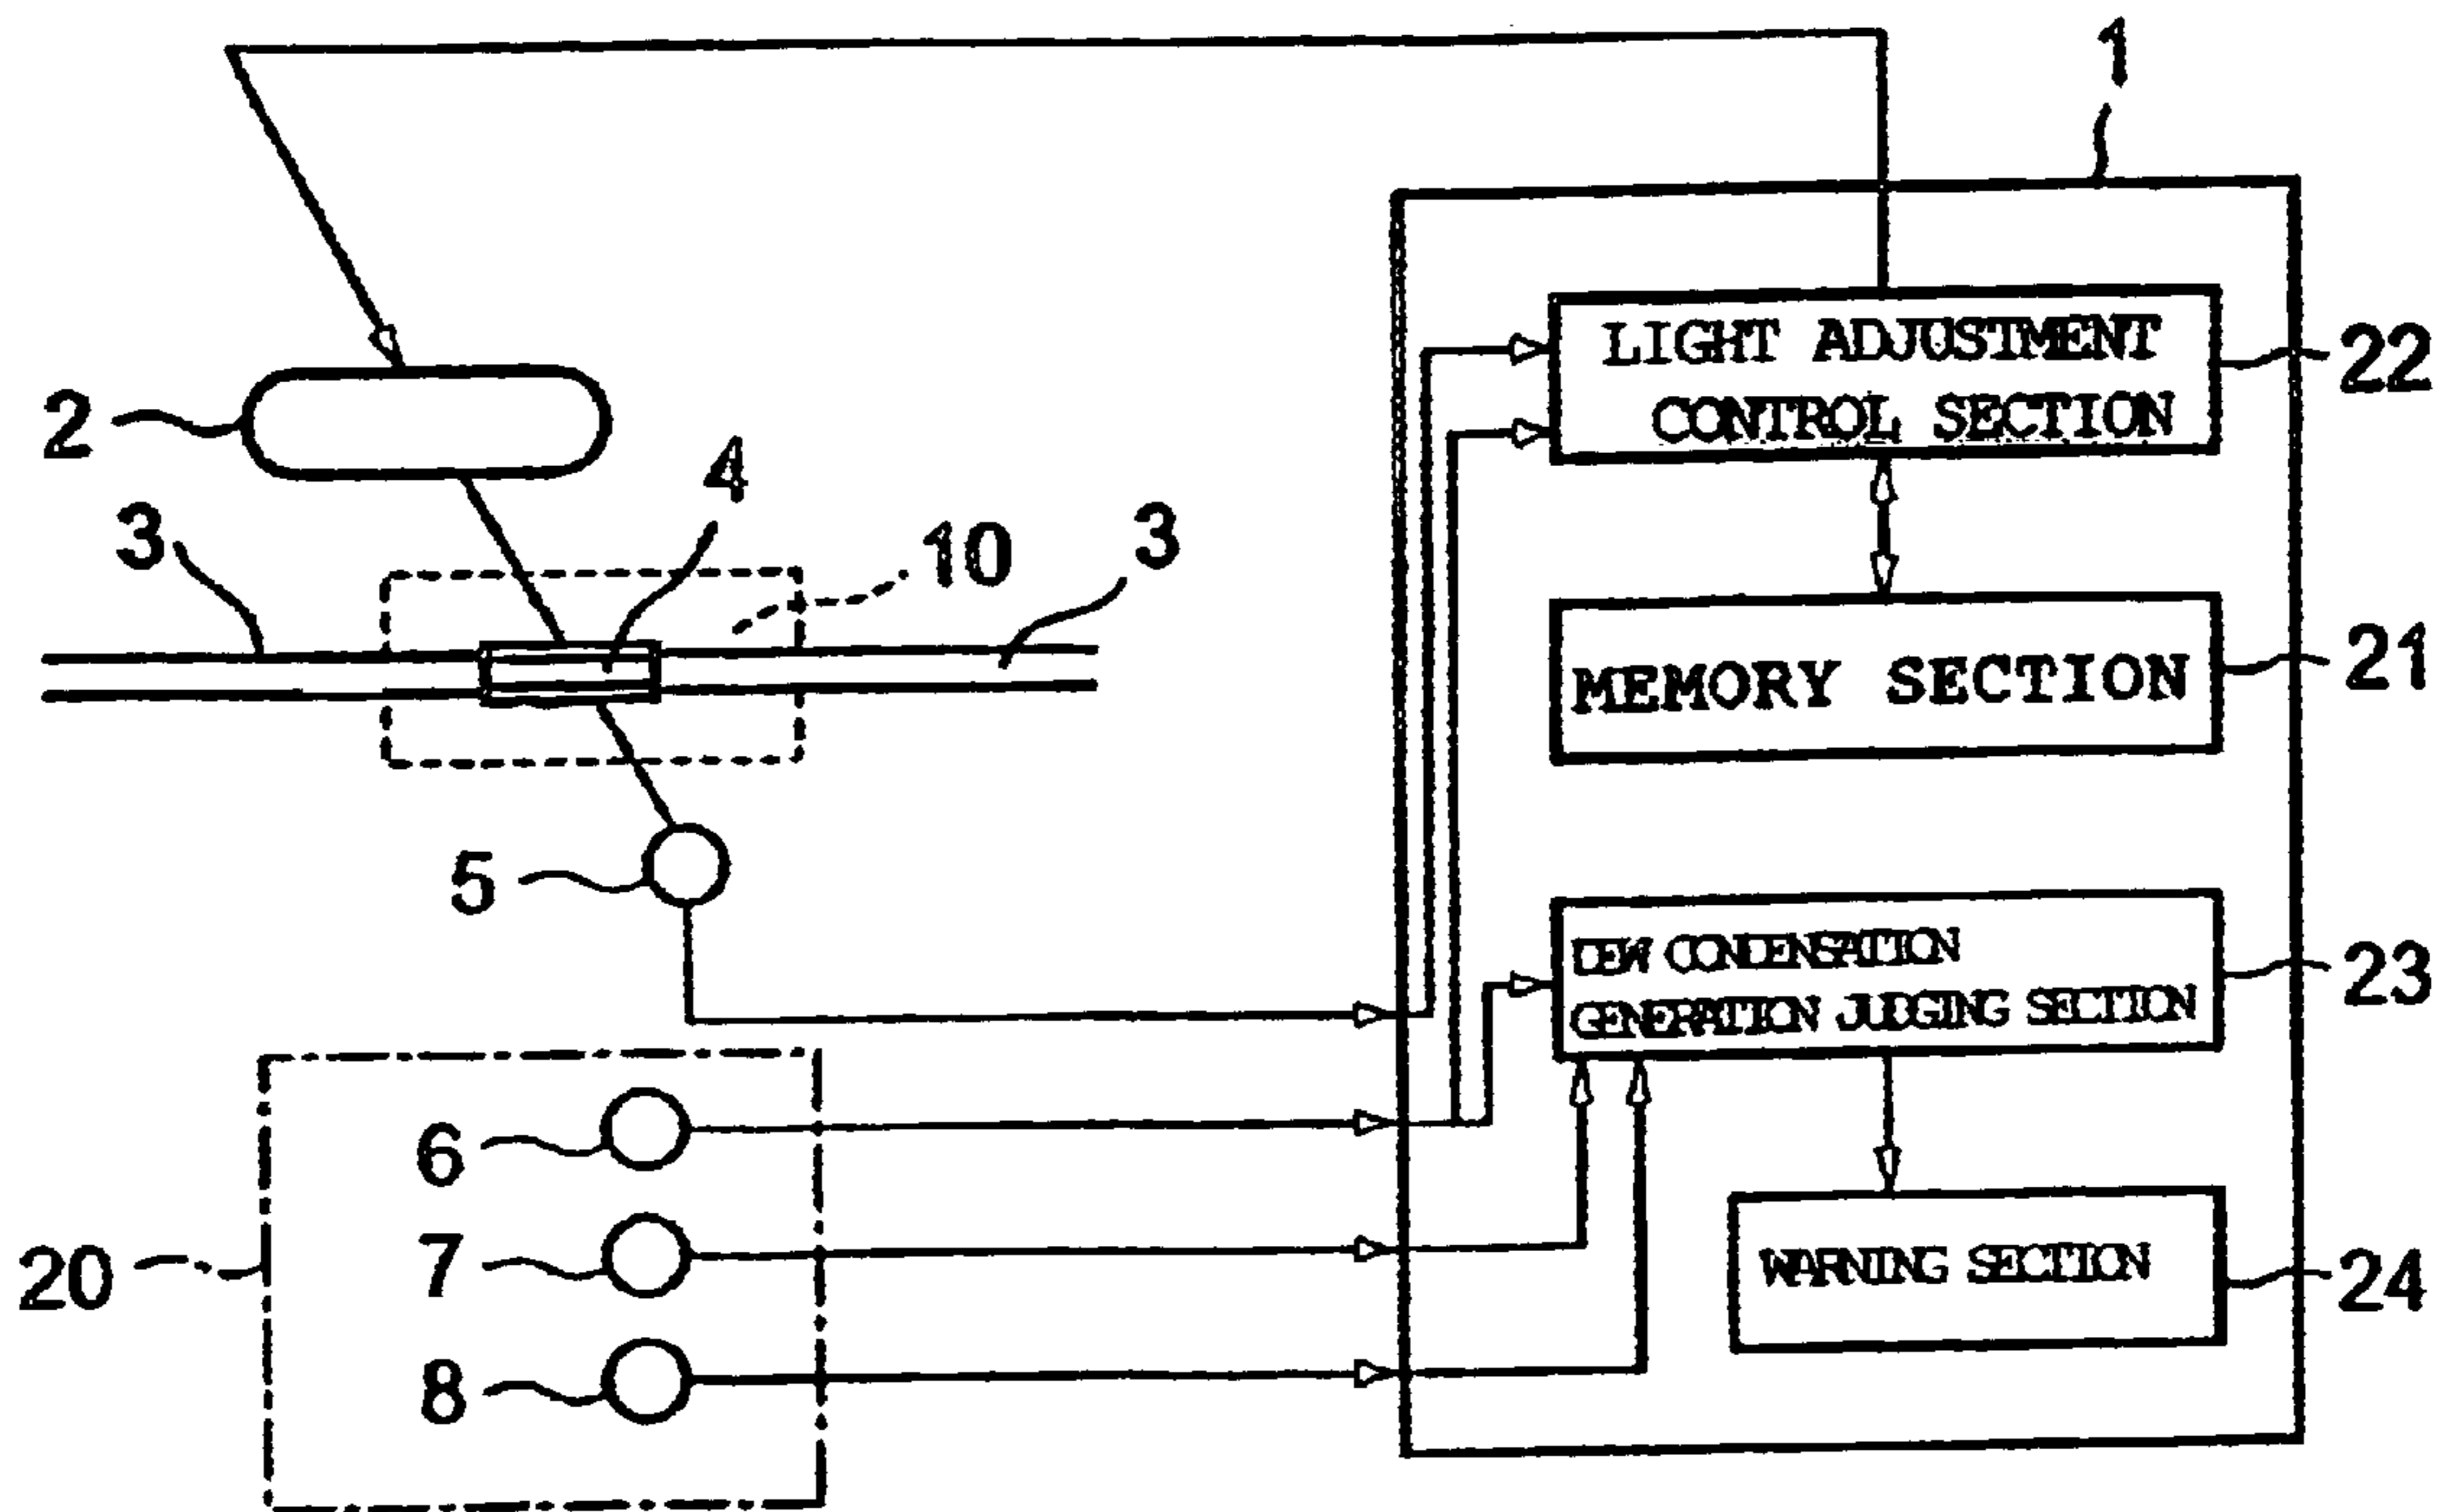 1
LIGHT ADJUSTMENT
CONTROL SECTION
22
2
4
3
10
3
MEMORY SECTION
21
5
DEW CONDENSATION
GENERATION JUDGING SECTION
23
6
7
20
WARNING SECTION
24
8